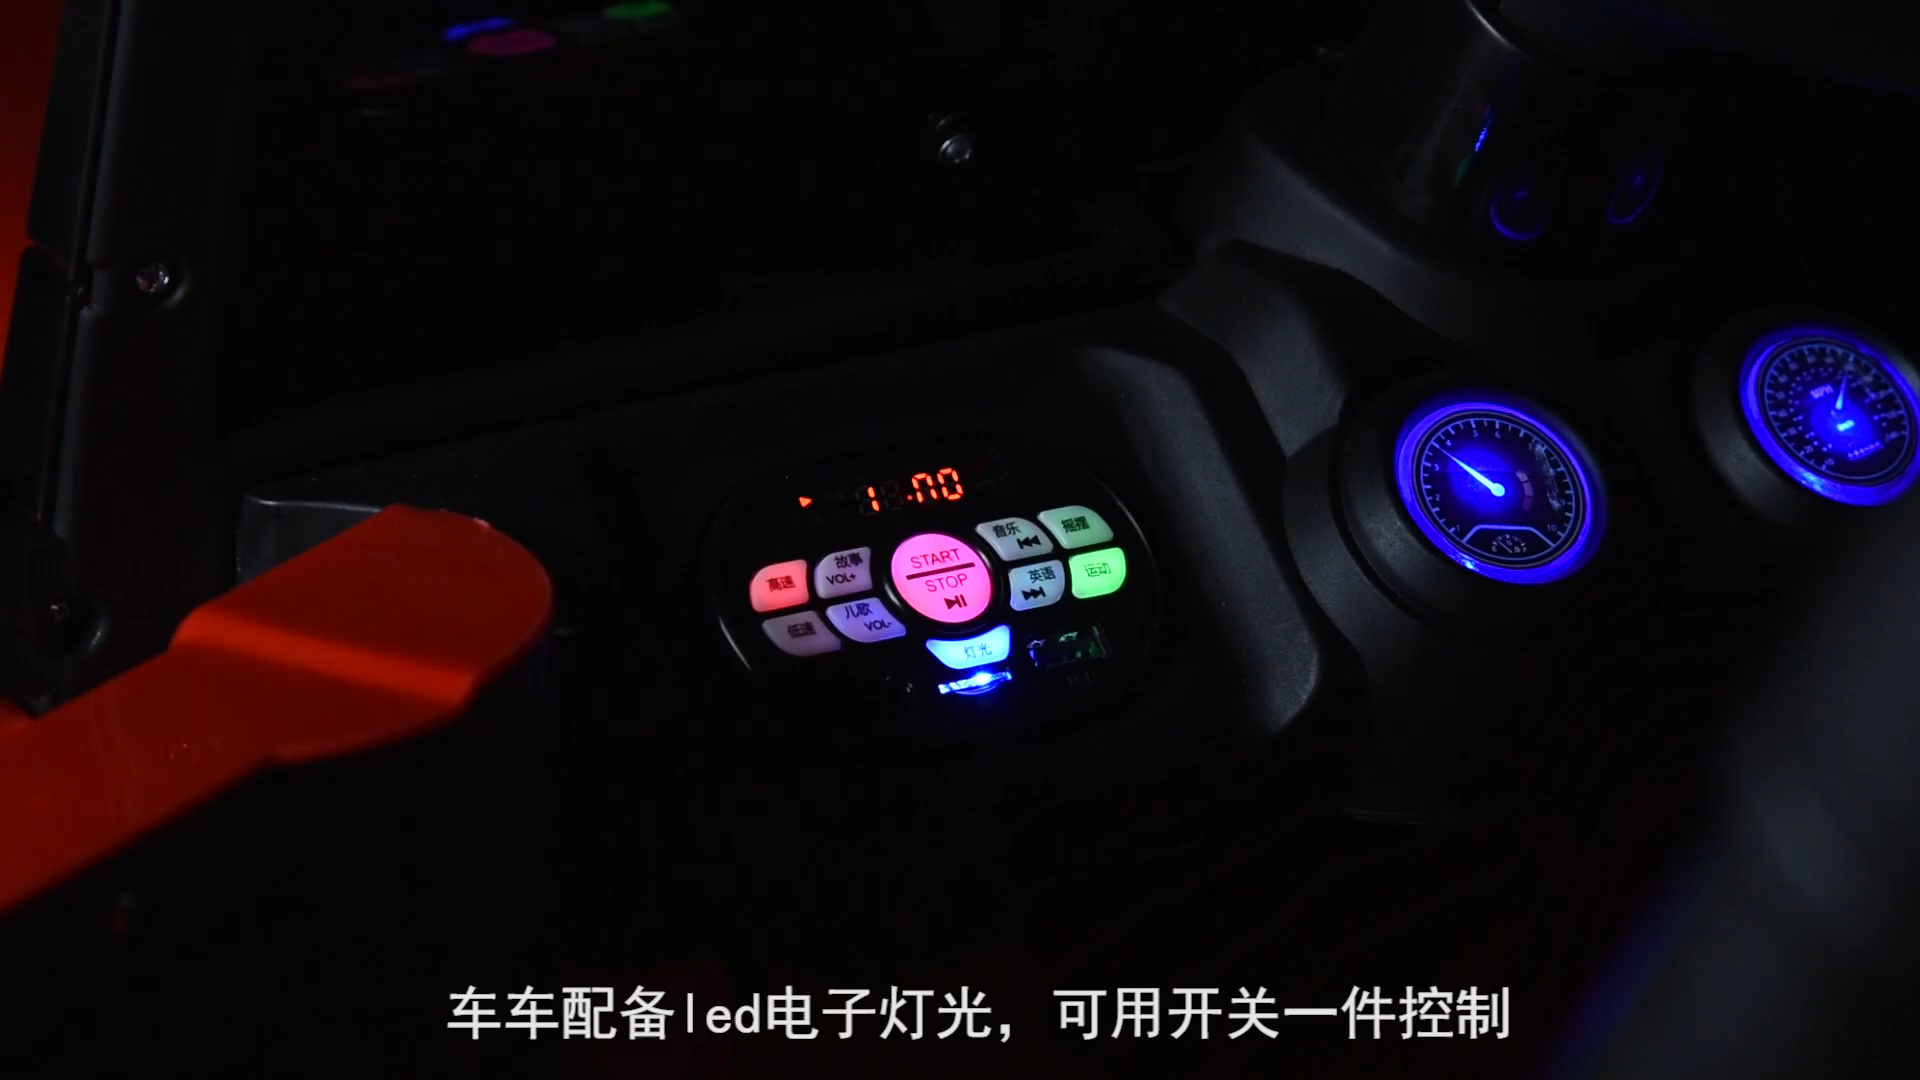 高速
低速
故事
VOL+
儿歌
VOL-
START
STOP
音乐
英语
摇摆
运动
灯光
MPH
车车配备led电子灯光，可用开关一件控制